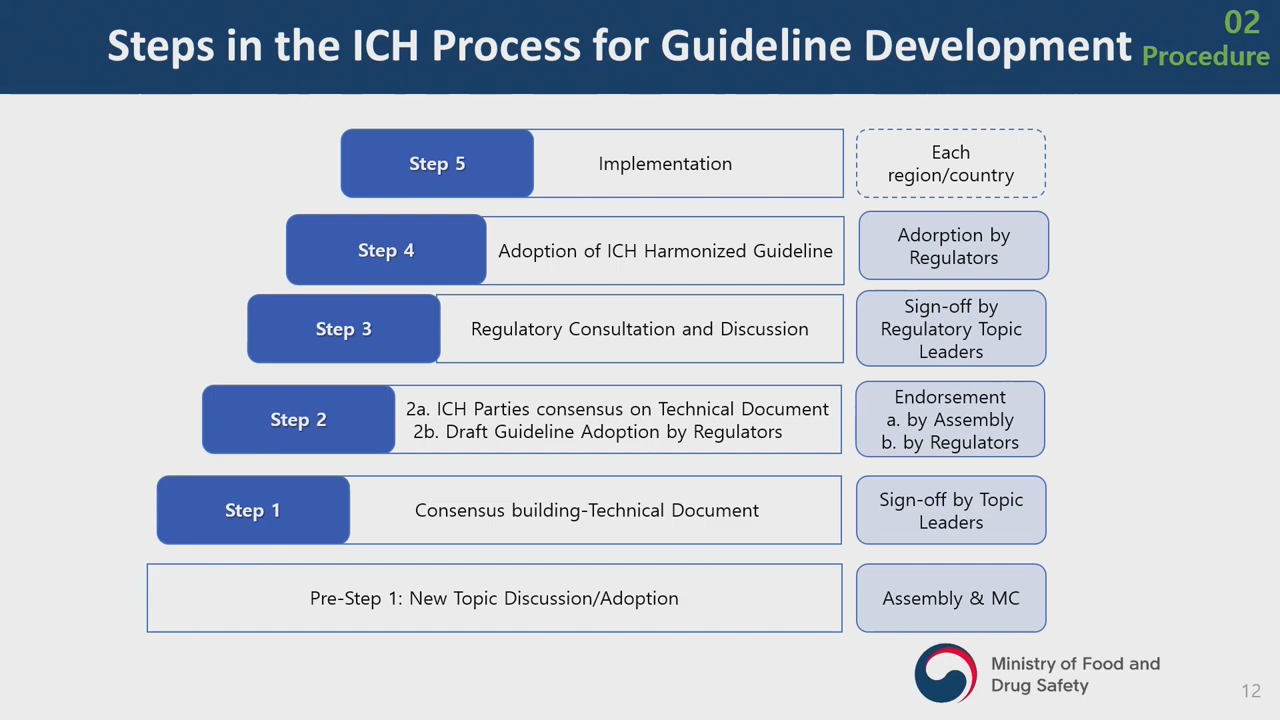 Steps in the ICH Process for Guideline Development
02
Procedure
Step 5
Implementation
Each
region/country
Step 4
Adoption of ICH Harmonized Guideline
Adorption by
Regulators
Step 3
Regulatory Consultation and Discussion
Sign-off by
Regulatory Topic
Leaders
Step 2
2a. ICH Parties consensus on Technical Document
2b. Draft Guideline Adoption by Regulators
Endorsement
a. by Assembly
b. by Regulators
Step 1
Consensus building-Technical Document
Sign-off by Topic
Leaders
Pre-Step 1: New Topic Discussion/Adoption
Assembly & MC
Ministry of Food and
Drug Safety
12